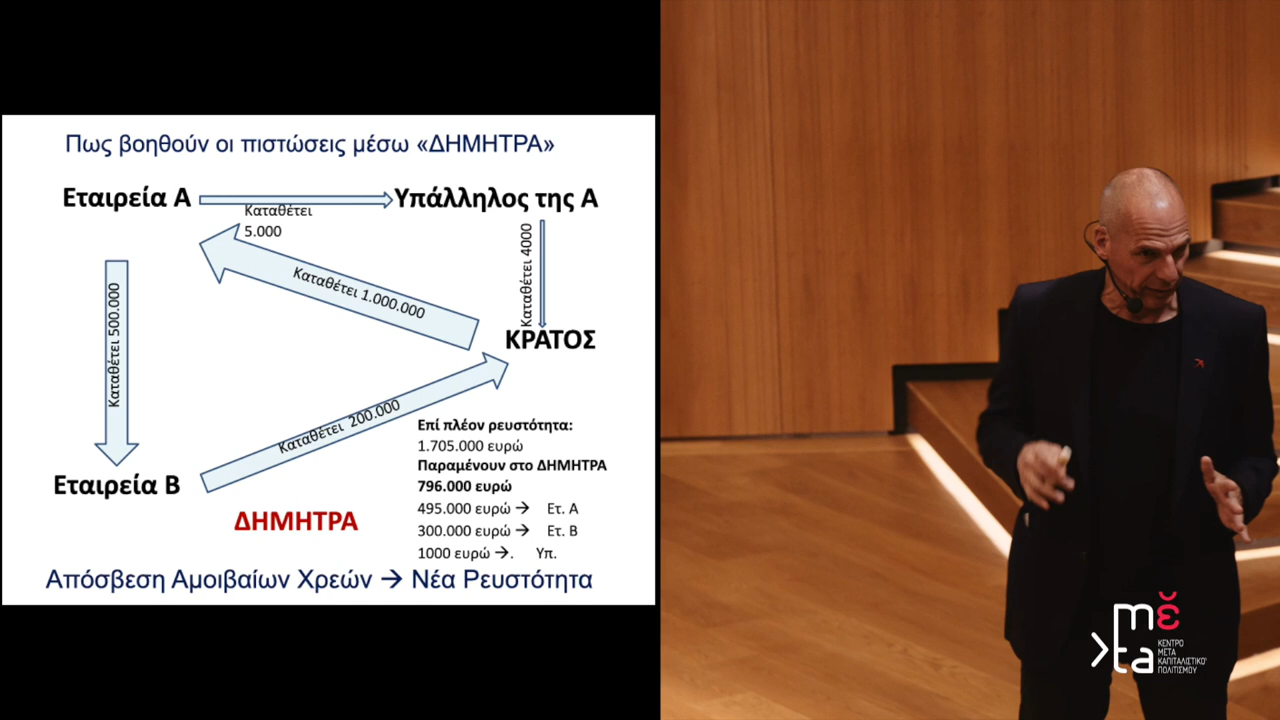 Πως βοηθούν οι πιστώσεις μέσω «ΔΗΜΗΤΡΑ»
Εταιρεία Α
Υπάλληλος της Α
Καταθέτει
5.000
Καταθέτει 4000
Καταθέτει 1.000.000
Καταθέτει 500.000
ΚΡΑΤΟΣ
Καταθέτει 200.000
Επί πλέον ρευστότητα:
1.705.000 ευρώ
Παραμένουν στο ΔΗΜΗΤΡΑ
796.000 ευρώ
495.000 ευρώ → Ετ. Α
300.000 ευρώ → Ετ. Β
1000 ευρώ →. Υπ.
Εταιρεία Β
ΔΗΜΗΤΡΑ
Απόσβεση Αμοιβαίων Χρεών → Νέα Ρευστότητα
mε
ta
ΚΕΝΤΡΟ
ΜΕΤΑ
ΚΑΠΙΤΑΛΙΣΤΙΚΟΥ
ΠΟΛΙΤΙΣΜΟΥ